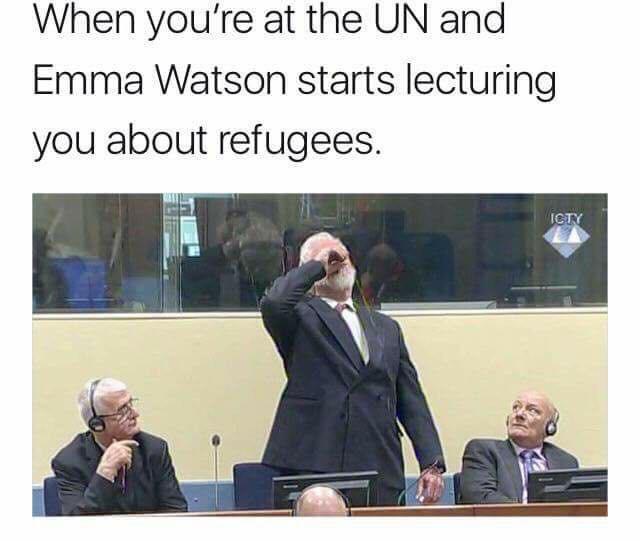 When you're at the UN and
Emma Watson starts lecturing
you about refugees.
ICTY